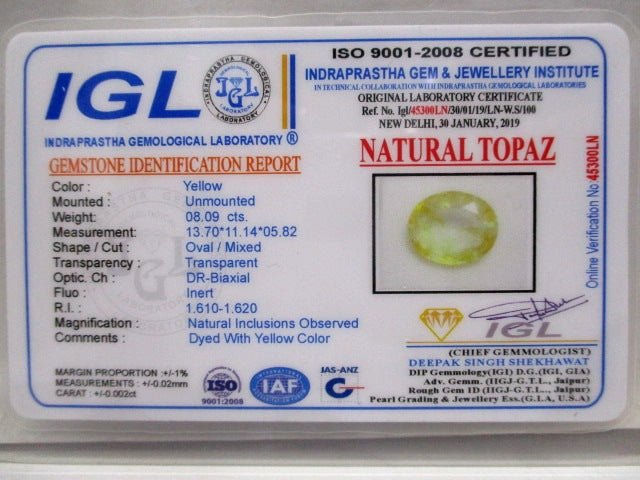 IGL
INDRAPRASTHA GEMOLOGICAL LABORATORY
IGL
INDRAPRASTHA GEMOLOGICAL LABORATORY ®
GEMSTONE IDENTIFICATION REPORT
Color : Yellow
Mounted : Unmounted
Weight: 08.09 cts.
Measurement: 13.70*11.14*05.82
Shape / Cut : Oval / Mixed
Transparency : Transparent
Optic. Ch : DR-Biaxial
Fluo : Inert
R.I. : 1.610-1.620
Magnification : Natural Inclusions Observed
Comments : Dyed With Yellow Color
MARGIN PROPORTION : +/-1%
MEASUREMENTS : +/-0.02mm
CARAT : +/-0.002ct
ISO
9001:2008
IAF
JAS-ANZ
ISO 9001-2008 CERTIFIED
INDRAPRASTHA GEM & JEWELLERY INSTITUTE
IN TECHNICAL COLLABORATION WITH INDRAPRASTHA GEMOLOGICAL LABORATORIES
ORIGINAL LABORATORY CERTIFICATE
Ref. No. Igl/45300LN/30/01/19/LN-W.S/100
NEW DELHI, 30 JANUARY, 2019
NATURAL TOPAZ
Online Verification No: 45300LN
IGL
(CHIEF GEMMOLOGIST)
DEEPAK SINGH SHEKHAWAT
DIP Gemmology(IGI) D.G.(IGI, GIA)
Adv. Gemm. (IIGJ-G.T.L., Jaipur)
Rough Gem ID (IIGJ-G.T.L., Jaipur)
Pearl Grading & Jewellery Ess.(G.I.A, U.S.A)